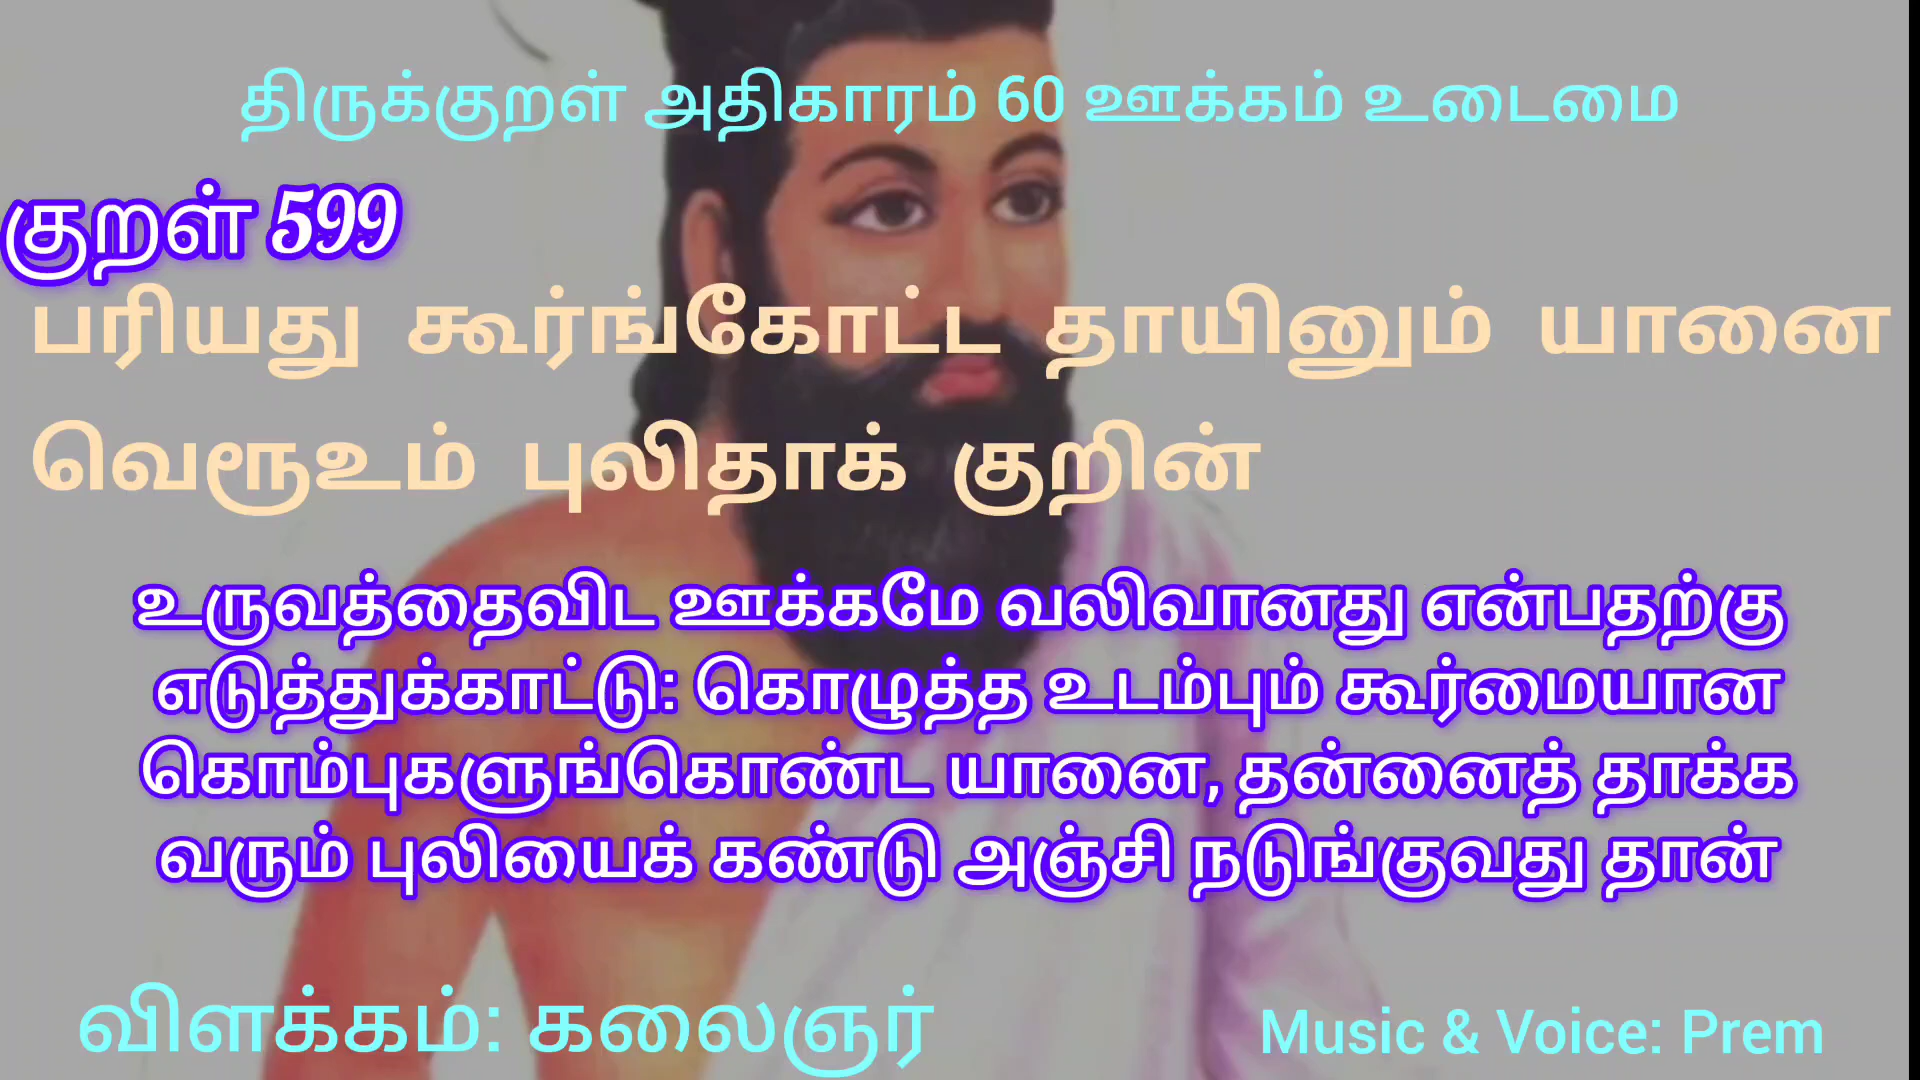 திருக்குறள் அதிகாரம் 60 ஊக்கம் உடைமை
குறள் 599
பரியது கூர்ங்கோட்ட தாயினும் யானை
வெரூஉம் புலிதாக் குறின்
உருவத்தைவிட ஊக்கமே வலிவானது என்பதற்கு
எடுத்துக்காட்டு: கொழுத்த உடம்பும் கூர்மையான
கொம்புகளுங்கொண்ட யானை, தன்னைத் தாக்க
வரும் புலியைக் கண்டு அஞ்சி நடுங்குவது தான்
விளக்கம்: கலைஞர்
Music & Voice: Prem